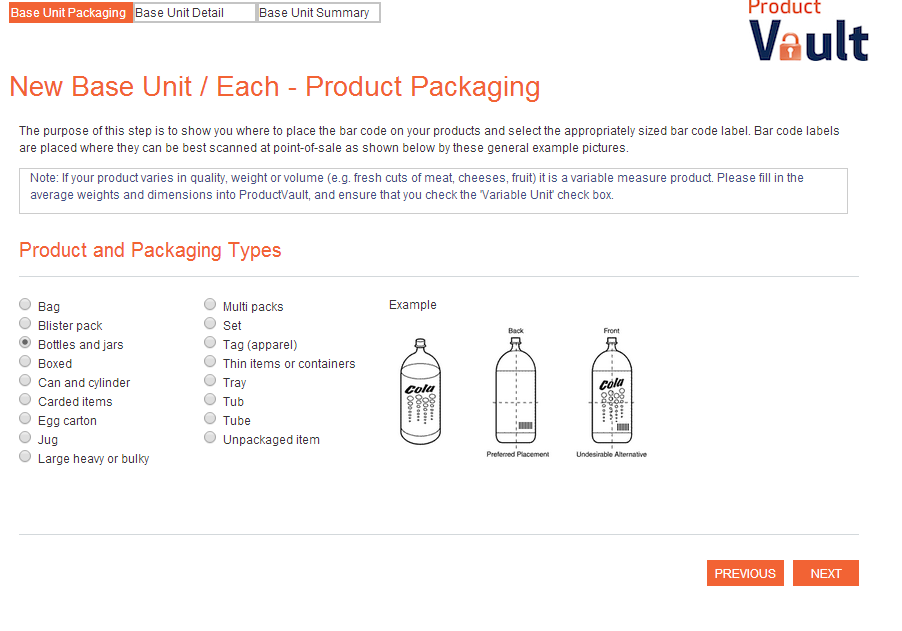 Base Unit Packaging Base Unit Detail Base Unit Summary
Product
Vault
New Base Unit / Each - Product Packaging
The purpose of this step is to show you where to place the bar code on your products and select the appropriately sized bar code label. Bar code labels
are placed where they can be best scanned at point-of-sale as shown below by these general example pictures.
Note: If your product varies in quality, weight or volume (e.g. fresh cuts of meat, cheeses, fruit) it is a variable measure product. Please fill in the
average weights and dimensions into ProductVault, and ensure that you check the 'Variable Unit' check box.
Product and Packaging Types
Bag
Blister pack
Bottles and jars
Boxed
Can and cylinder
Carded items
Egg carton
Jug
Large heavy or bulky
Multi packs
Set
Tag (apparel)
Thin items or containers
Tray
Tub
Tube
Unpackaged item
Example
Cola
Back
Preferred Placement
Front
Cola
Undesirable Alternative
PREVIOUS NEXT